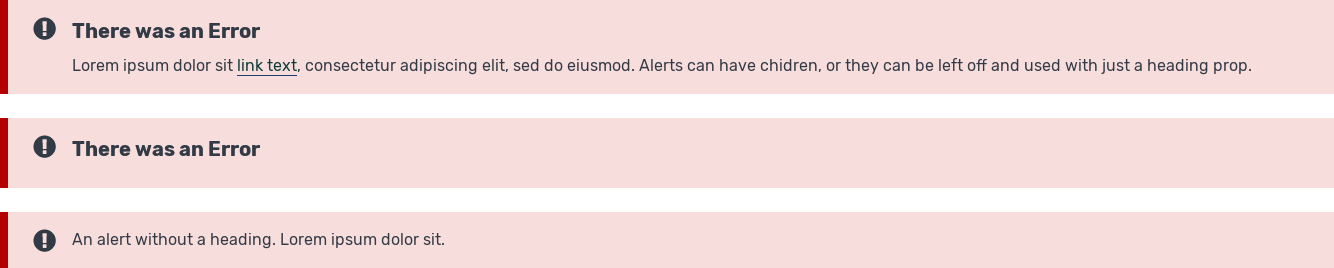 There was an Error
Lorem ipsum dolor sit link text, consectetur adipiscing elit, sed do eiusmod. Alerts can have chidren, or they can be left off and used with just a heading prop.
There was an Error
An alert without a heading. Lorem ipsum dolor sit.